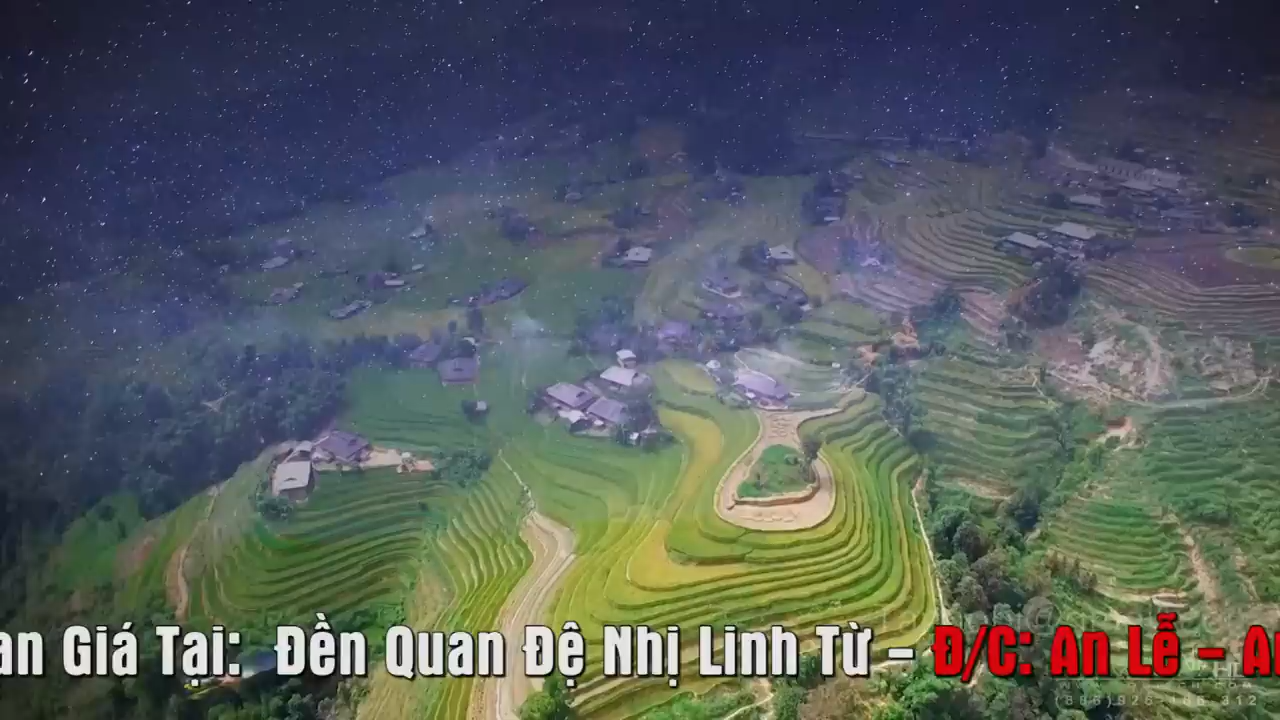 an Giá Tại: Đền Quan Đệ Nhị Linh Từ – Đ/C: An Lễ – A